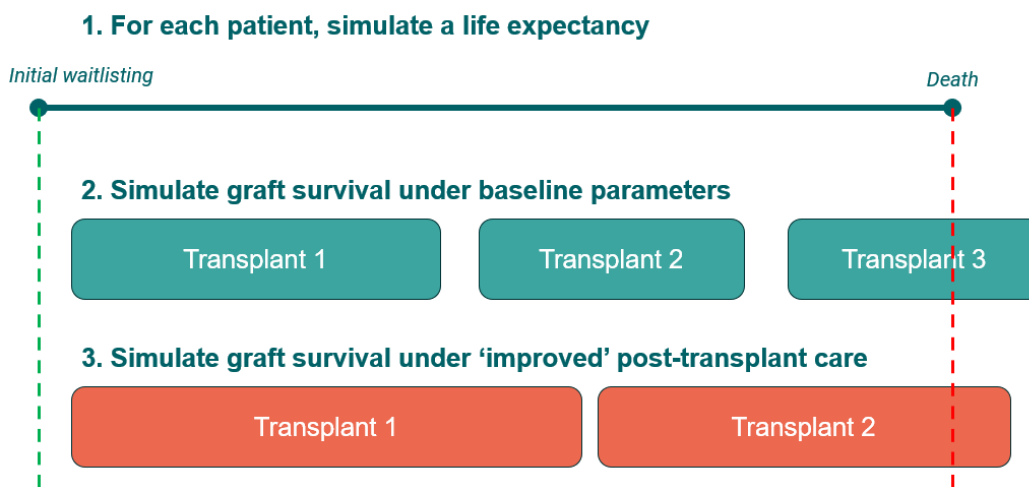 1. For each patient, simulate a life expectancy
Initial waitlisting
Death
2. Simulate graft survival under baseline parameters
Transplant 1
Transplant 2
Transplant 3
3. Simulate graft survival under ‘improved’ post-transplant care
Transplant 1
Transplant 2